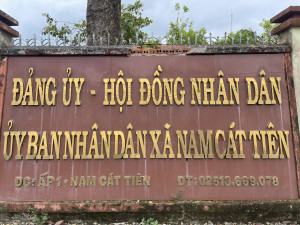 ĐẢNG ỦY - HỘI ĐỒNG NHÂN DÂN
ỦY BAN NHÂN DÂN XÃ NAM CÁT TIÊN
ĐC: ẤP 1 - NAM CÁT TIÊN ĐT: 02513.669.078